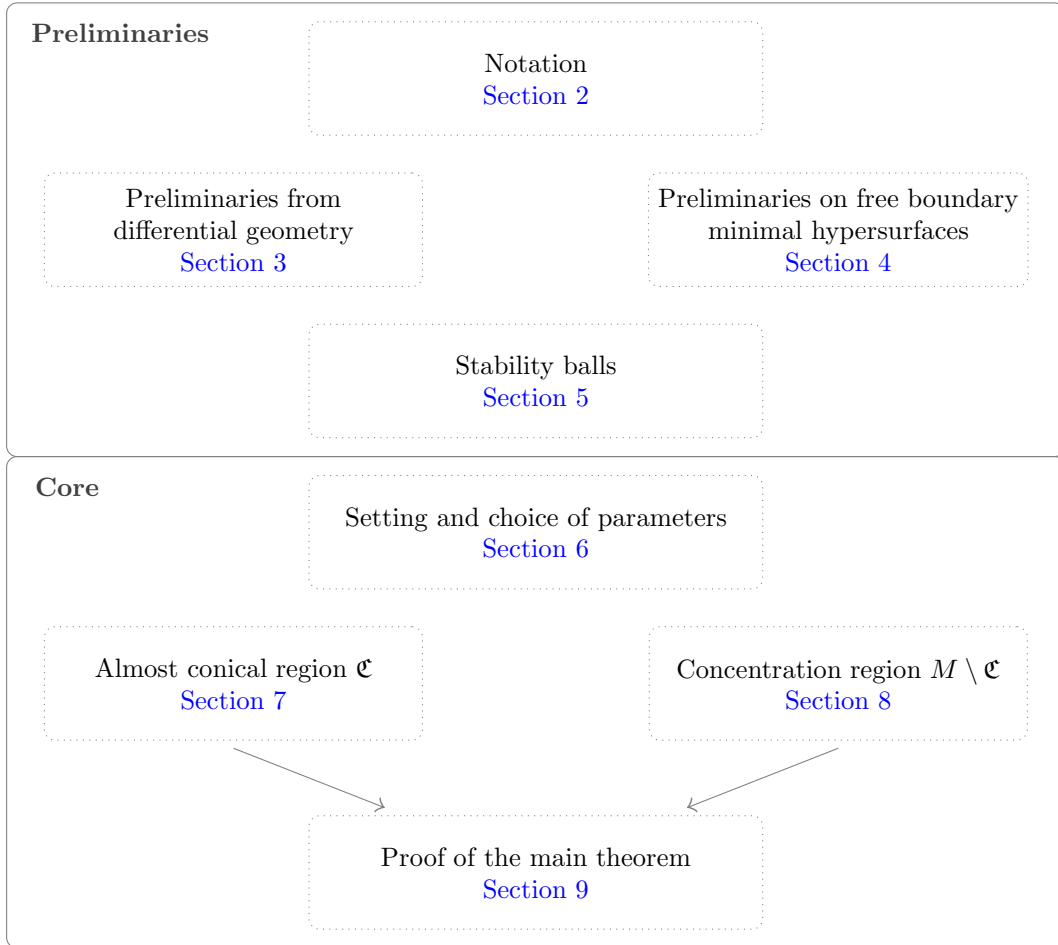 Preliminaries
Notation
Section 2
Preliminaries from
differential geometry
Section 3
Preliminaries on free boundary
minimal hypersurfaces
Section 4
Stability balls
Section 5
Core
Setting and choice of parameters
Section 6
Almost conical region ℭ
Section 7
Concentration region M \ ℭ
Section 8
Proof of the main theorem
Section 9